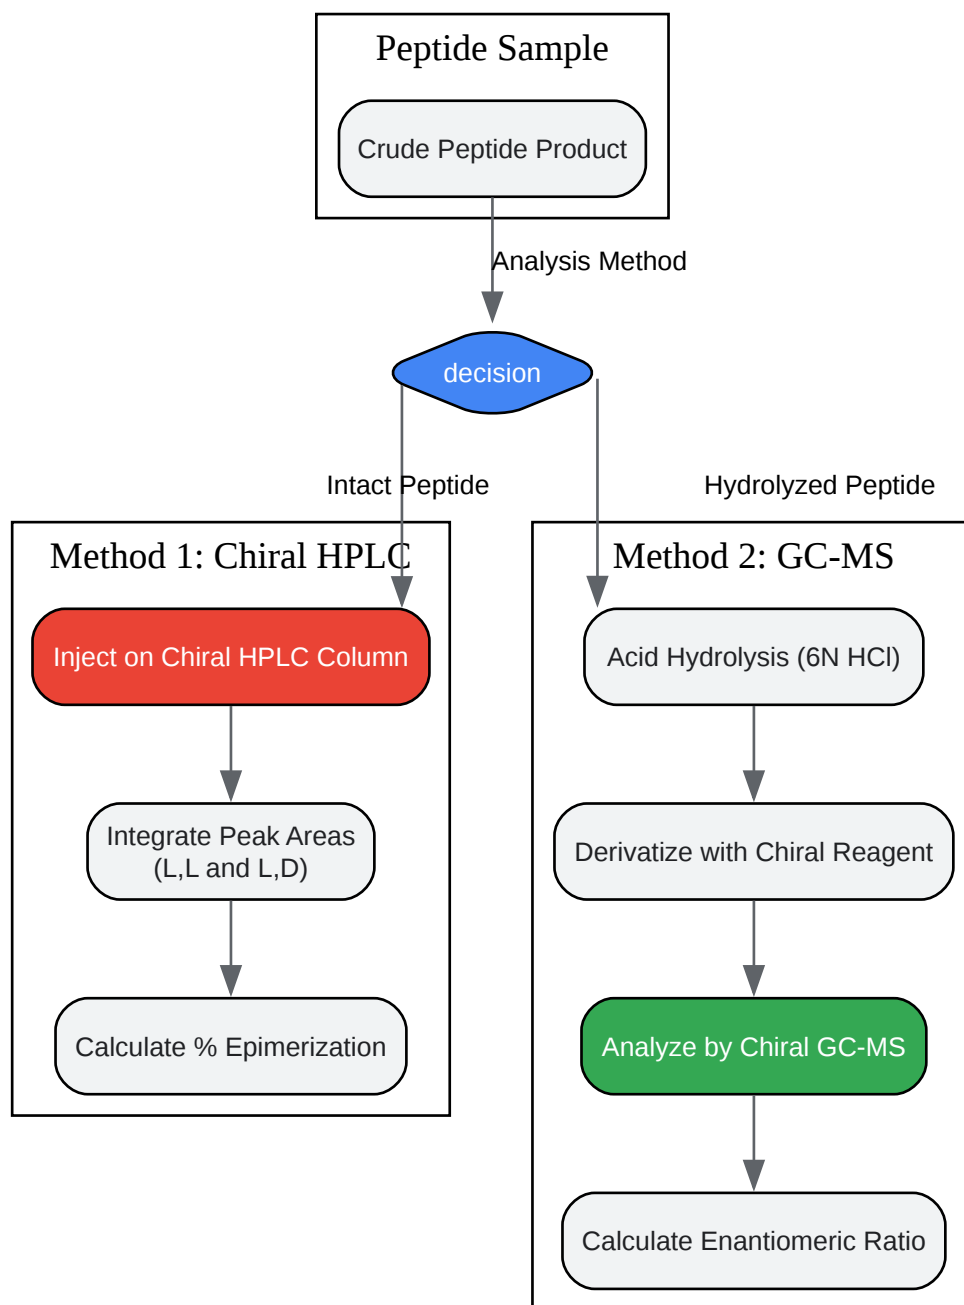 Peptide Sample
Crude Peptide Product
Analysis Method
decision
Intact Peptide
Hydrolyzed Peptide
Method 1: Chiral HPLC
Inject on Chiral HPLC Column
Integrate Peak Areas
(L,L and L,D)
Calculate % Epimerization
Method 2: GC-MS
Acid Hydrolysis (6N HCl)
Derivatize with Chiral Reagent
Analyze by Chiral GC-MS
Calculate Enantiomeric Ratio